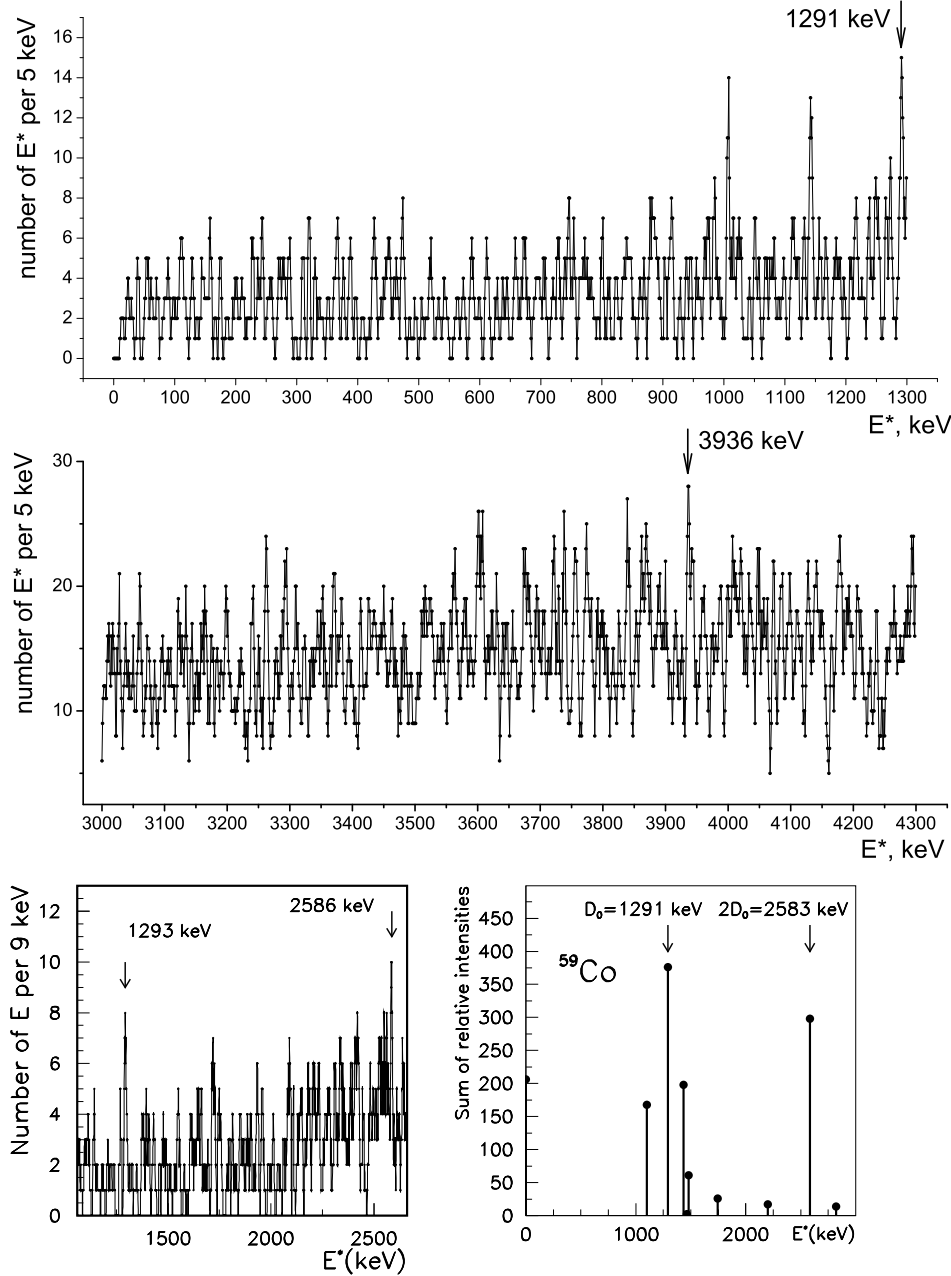 1291 keV
number of E* per 5 keV
16
14
12
10
8
6
4
2
0
0 100 200 300 400 500 600 700 800 900 1000 1100 1200 1300
E*, keV
3936 keV
number of E* per 5 keV
30
20
10
3000 3100 3200 3300 3400 3500 3600 3700 3800 3900 4000 4100 4200 4300
E*, keV
Number of E per 9 keV
12
10
8
6
4
2
0
2586 keV
1293 keV
1500 2000 2500
E*(keV)
Sum of relative intensities
450
400
350
300
250
200
150
100
50
0
D₀=1291 keV 2D₀=2583 keV
⁵⁹Co
0 1000 2000 E*(keV)